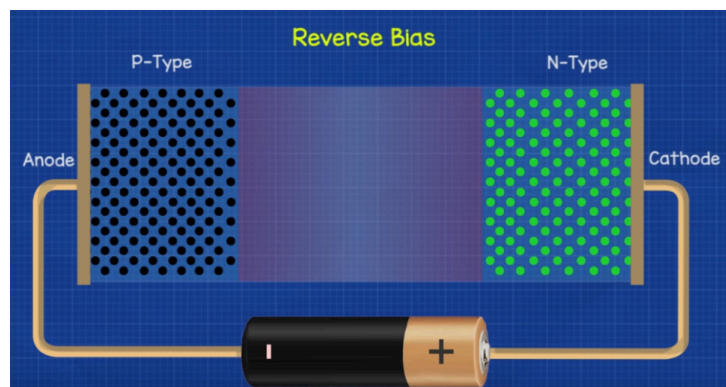 Reverse Bias
P-Type
N-Type
Anode
Cathode
-
+